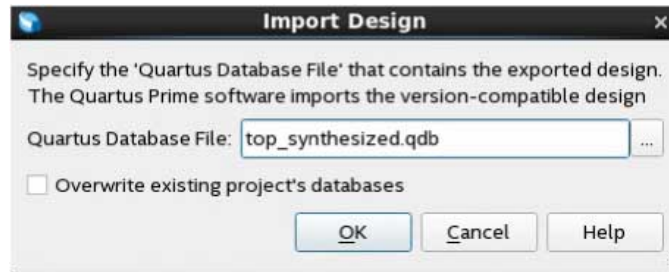 Import Design
Specify the 'Quartus Database File' that contains the exported design.
The Quartus Prime software imports the version-compatible design
Quartus Database File: top_synthesized.qdb ...
Overwrite existing project's databases
OK Cancel Help